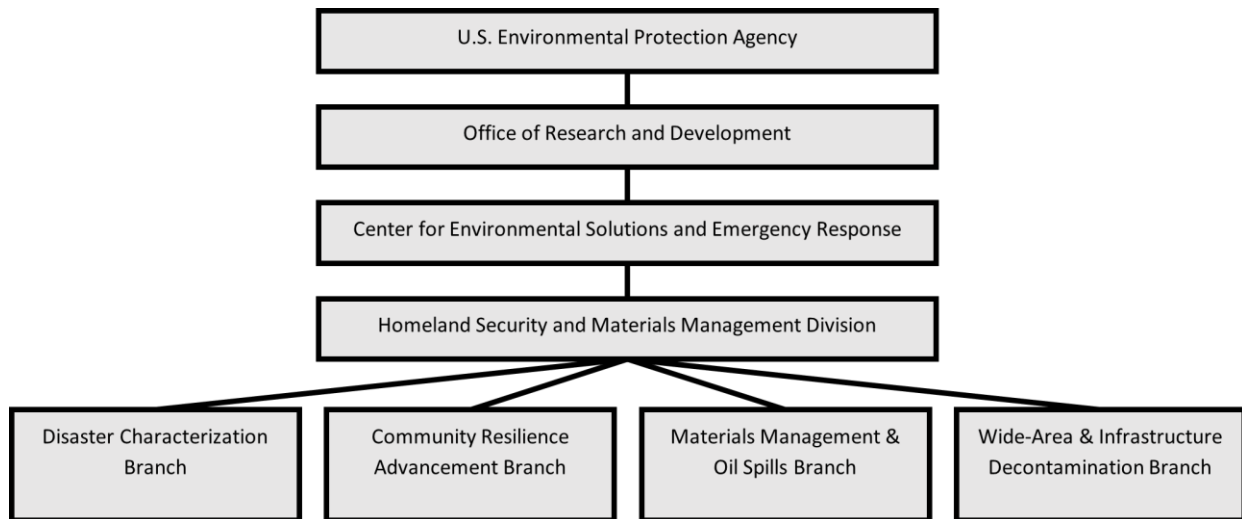 U.S. Environmental Protection Agency
Office of Research and Development
Center for Environmental Solutions and Emergency Response
Homeland Security and Materials Management Division
Disaster Characterization
Branch
Community Resilience
Advancement Branch
Materials Management &
Oil Spills Branch
Wide-Area & Infrastructure
Decontamination Branch